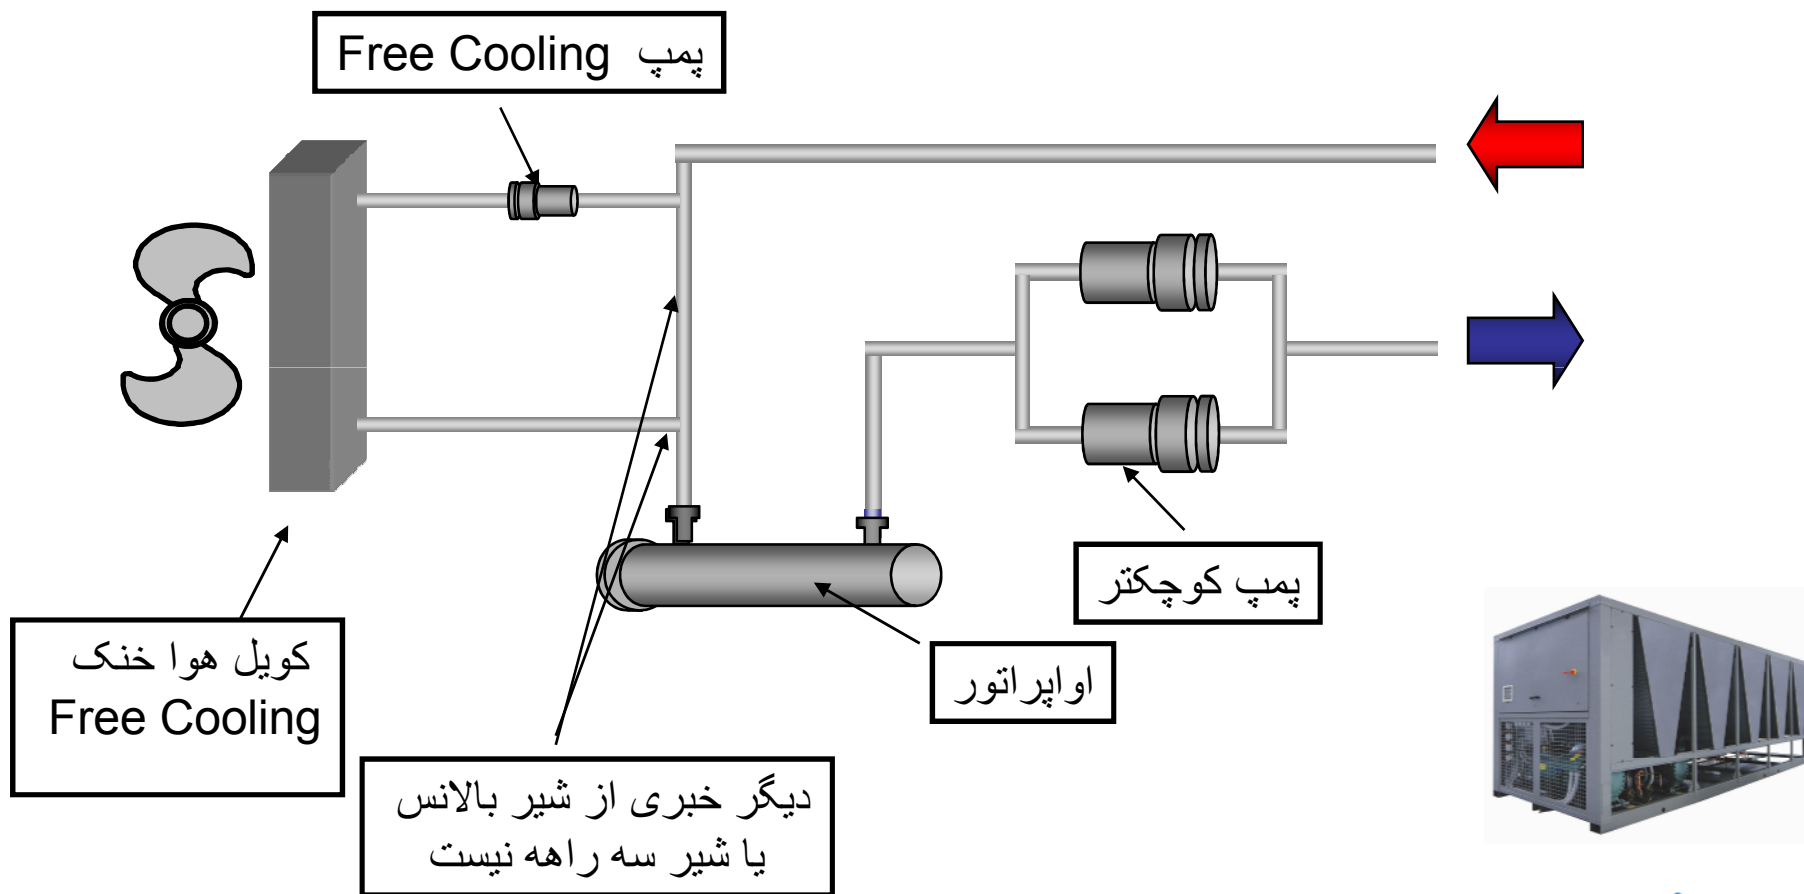 پمپ Free Cooling
کویل هوا خنک
Free Cooling
دیگر خبری از شیر بالانس
یا شیر سه راهه نیست
اواپراتور
پمپ کوچکتر